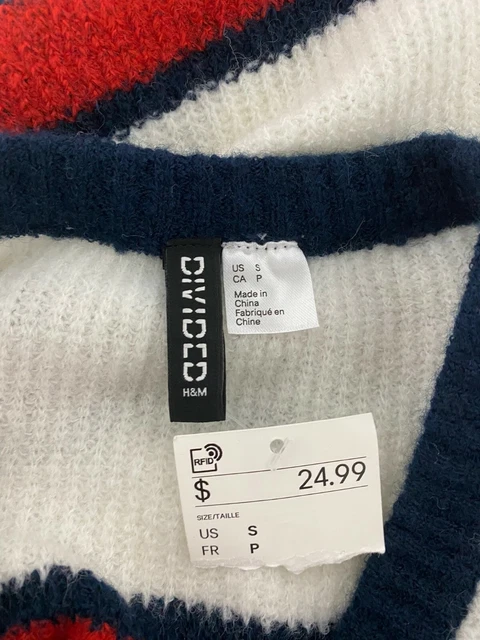 DIVIDED
H&M
US S
CA P
Made in
China
Fabriqué en
Chine
RFID
$ 24.99
SIZE/TAILLE
US S
FR P